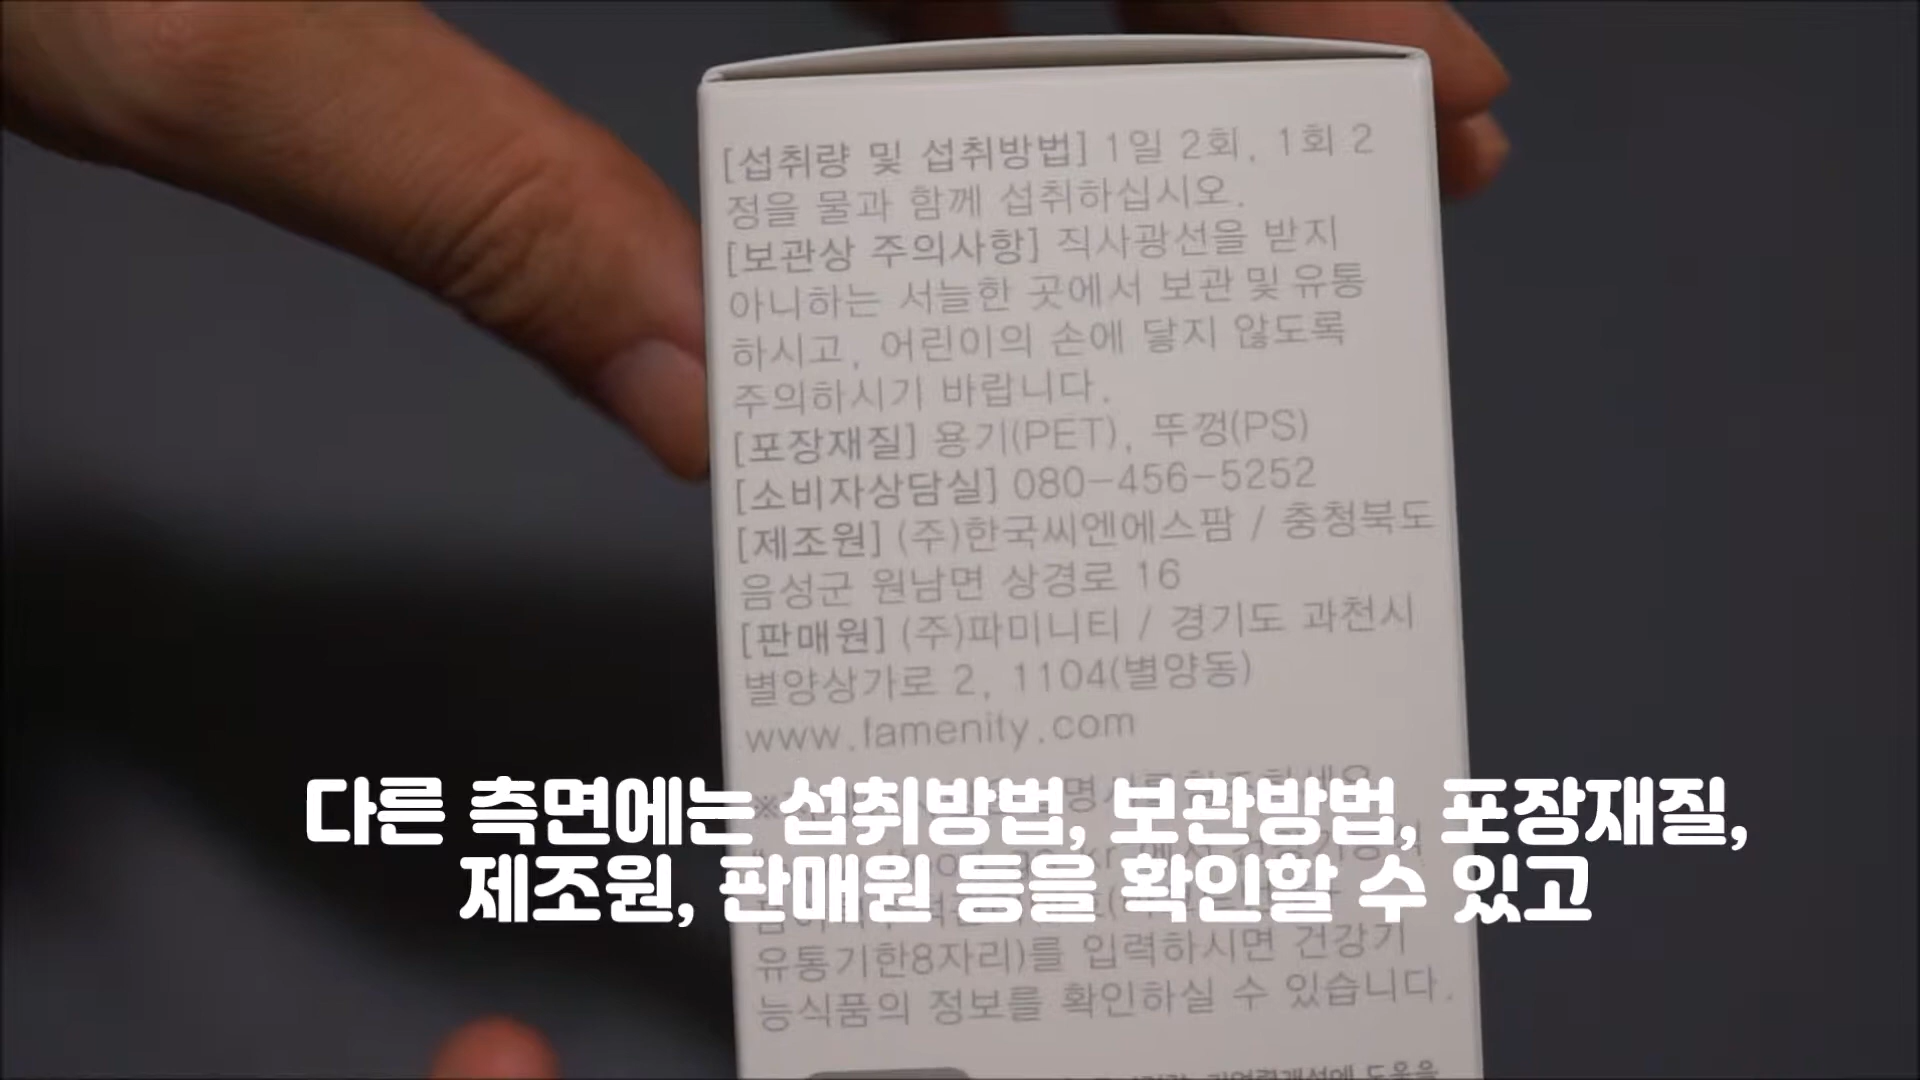 [섭취량 및 섭취방법] 1일 2회, 1회 2
정을 물과 함께 섭취하십시오.
[보관상 주의사항] 직사광선을 받지
아니하는 서늘한 곳에서 보관 및 유통
하시고, 어린이의 손에 닿지 않도록
주의하시기 바랍니다.
[포장재질] 용기(PET), 뚜껑(PS)
[소비자상담실] 080-456-5252
[제조원] (주)한국씨엔에스팜 / 충청북도
음성군 원남면 상경로 16
[판매원] (주)파미니티 / 경기도 과천시
별양상가로 2, 1104(별양동)
www.famenity.com
다른 측면에는 섭취방법, 보관방법, 포장재질,
제조원, 판매원 등을 확인할 수 있고
유통기한8자리)를 입력하시면 건강기
능식품의 정보를 확인하실 수 있습니다.